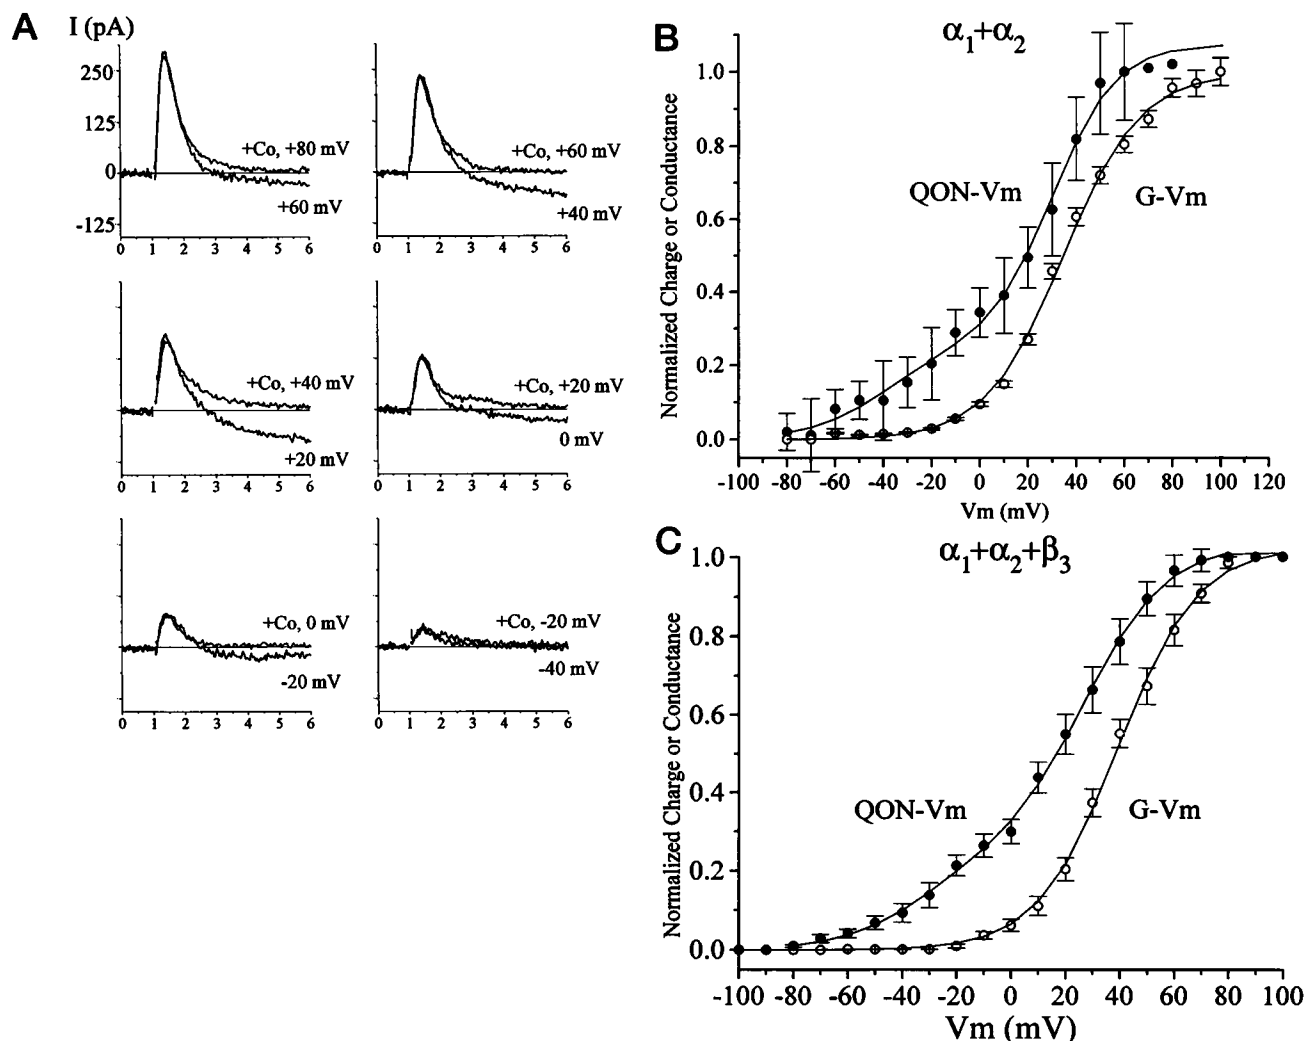 A
I (pA)
250
125
0
-125
+Co, +80 mV
+60 mV
0 1 2 3 4 5 6
+Co, +60 mV
+40 mV
0 1 2 3 4 5 6
+Co, +40 mV
+20 mV
0 1 2 3 4 5 6
+Co, +20 mV
0 mV
0 1 2 3 4 5 6
+Co, 0 mV
-20 mV
0 1 2 3 4 5 6
+Co, -20 mV
-40 mV
0 1 2 3 4 5 6
B
α1+α2
Normalized Charge or Conductance
1.0
0.8
0.6
0.4
0.2
0.0
QON-Vm
G-Vm
-100 -80 -60 -40 -20 0 20 40 60 80 100 120
Vm (mV)
C
α1+α2+β3
Normalized Charge or Conductance
1.0
0.8
0.6
0.4
0.2
0.0
QON-Vm
G-Vm
-100 -80 -60 -40 -20 0 20 40 60 80 100
Vm (mV)